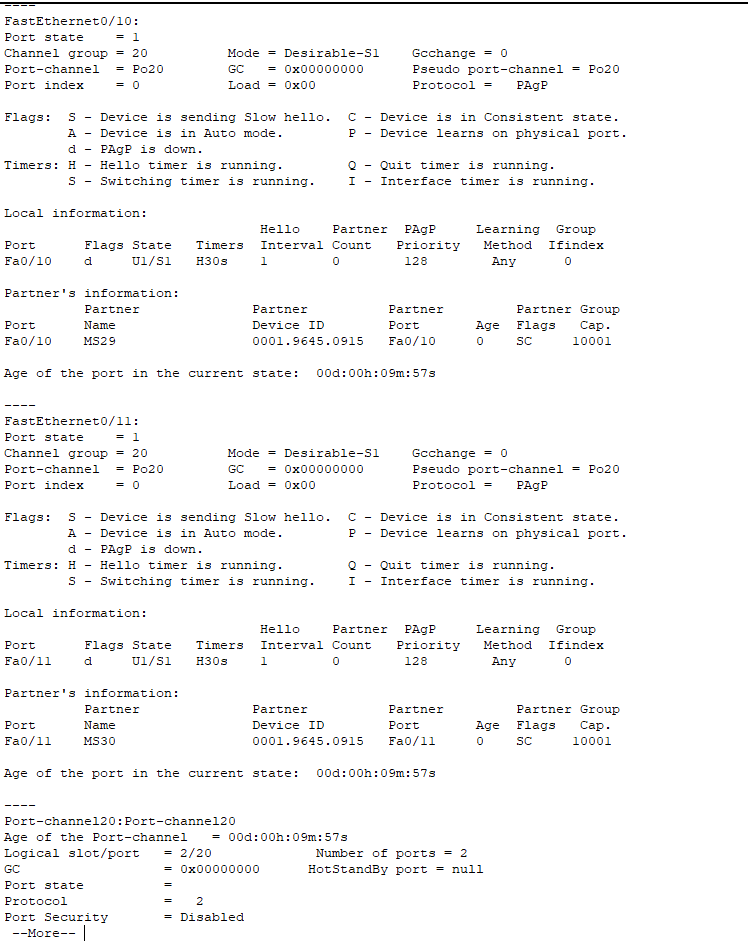 ----
FastEthernet0/10:
Port state    = 1
Channel group = 20          Mode = Desirable-Sl    Gcchange = 0
Port-channel  = Po20        GC   = 0x00000000      Pseudo port-channel = Po20
Port index    = 0           Load = 0x00            Protocol =   PAgP

Flags:  S - Device is sending Slow hello.  C - Device is in Consistent state.
        A - Device is in Auto mode.        P - Device learns on physical port.
        d - PAgP is down.
Timers: H - Hello timer is running.        Q - Quit timer is running.
        S - Switching timer is running.    I - Interface timer is running.

Local information:
                                Hello    Partner  PAgP     Learning  Group
Port      Flags State   Timers  Interval Count   Priority   Method  Ifindex
Fa0/10    d     U1/S1   H30s    1        0        128        Any      0

Partner's information:
          Partner              Partner          Partner         Partner Group
Port      Name                 Device ID        Port       Age  Flags   Cap.
Fa0/10    MS29                 0001.9645.0915   Fa0/10     0    SC     10001

Age of the port in the current state:  00d:00h:09m:57s

----
FastEthernet0/11:
Port state    = 1
Channel group = 20          Mode = Desirable-Sl    Gcchange = 0
Port-channel  = Po20        GC   = 0x00000000      Pseudo port-channel = Po20
Port index    = 0           Load = 0x00            Protocol =   PAgP

Flags:  S - Device is sending Slow hello.  C - Device is in Consistent state.
        A - Device is in Auto mode.        P - Device learns on physical port.
        d - PAgP is down.
Timers: H - Hello timer is running.        Q - Quit timer is running.
        S - Switching timer is running.    I - Interface timer is running.

Local information:
                                Hello    Partner  PAgP     Learning  Group
Port      Flags State   Timers  Interval Count   Priority   Method  Ifindex
Fa0/11    d     U1/S1   H30s    1        0        128        Any      0

Partner's information:
          Partner              Partner          Partner         Partner Group
Port      Name                 Device ID        Port       Age  Flags   Cap.
Fa0/11    MS30                 0001.9645.0915   Fa0/11     0    SC     10001

Age of the port in the current state:  00d:00h:09m:57s

----
Port-channel20:Port-channel20
Age of the Port-channel   = 00d:00h:09m:57s
Logical slot/port   = 2/20             Number of ports = 2
GC                  = 0x00000000      HotStandBy port = null
Port state          =
Protocol            =   2
Port Security       = Disabled
 --More--